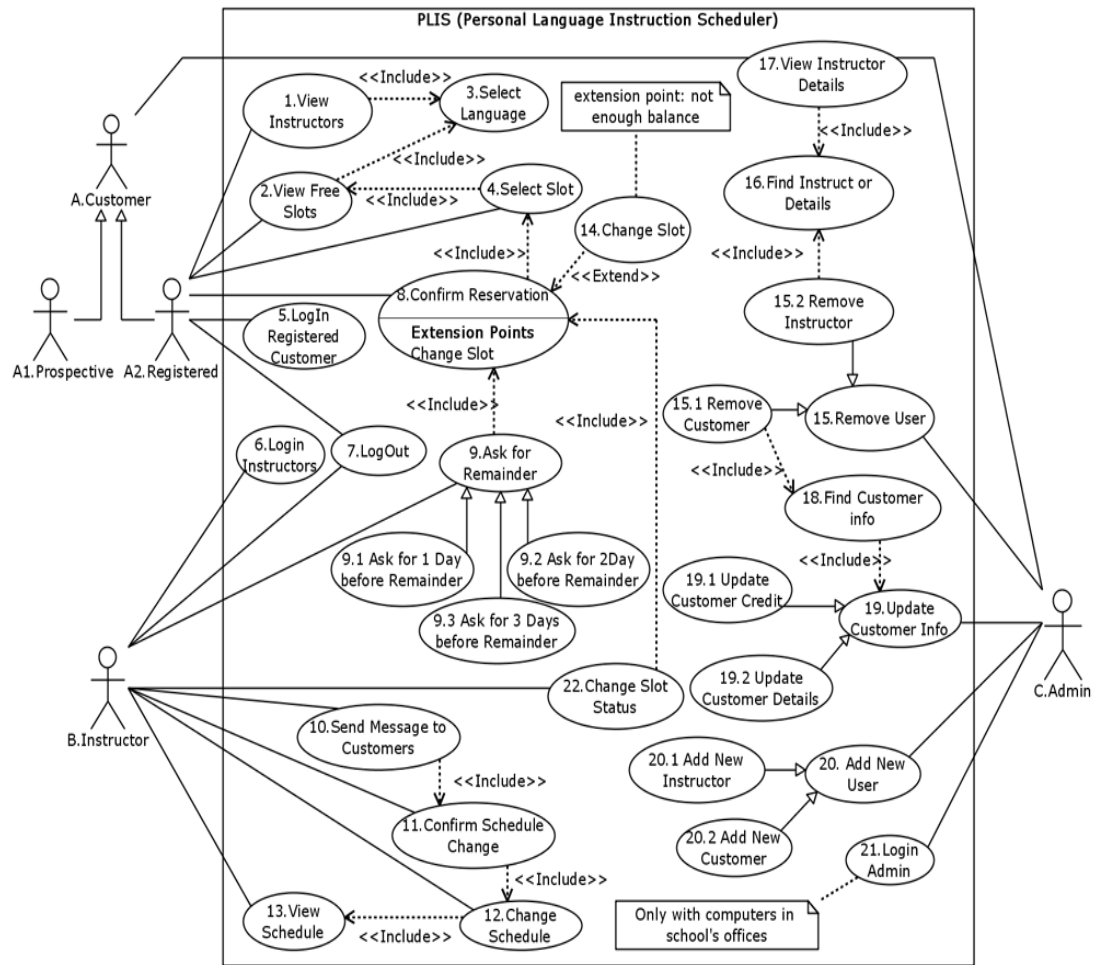 PLIS (Personal Language Instruction Scheduler)
17.View Instructor
Details
<<Include>>
1.View
Instructors
3.Select
Language
extension point: not
enough balance
<<Include>>
<<Include>>
2.View Free
Slots
<<Include>>
4.Select Slot
16.Find Instruct or
Details
A.Customer
14.Change Slot
<<Include>>
<<Include>>
<<Extend>>
8.Confirm Reservation
Extension Points
Change Slot
5.LogIn
Registered
Customer
15.2 Remove
Instructor
A1.Prospective
A2.Registered
<<Include>>
<<Include>>
15.1 Remove
Customer
15.Remove User
6.Login
Instructors
7.LogOut
9.Ask for
Remainder
<<Include>>
18.Find Customer
info
9.1 Ask for 1 Day
before Remainder
9.2 Ask for 2Day
before Remainder
<<Include>>
9.3 Ask for 3 Days
before Remainder
19.1 Update
Customer Credit
19.Update
Customer Info
22.Change Slot
Status
19.2 Update
Customer Details
C.Admin
B.Instructor
10.Send Message to
Customers
<<Include>>
20.1 Add New
Instructor
20. Add New
User
11.Confirm Schedule
Change
20.2 Add New
Customer
21.Login
Admin
<<Include>>
13.View
Schedule
<<Include>>
12.Change
Schedule
Only with computers in
school's offices